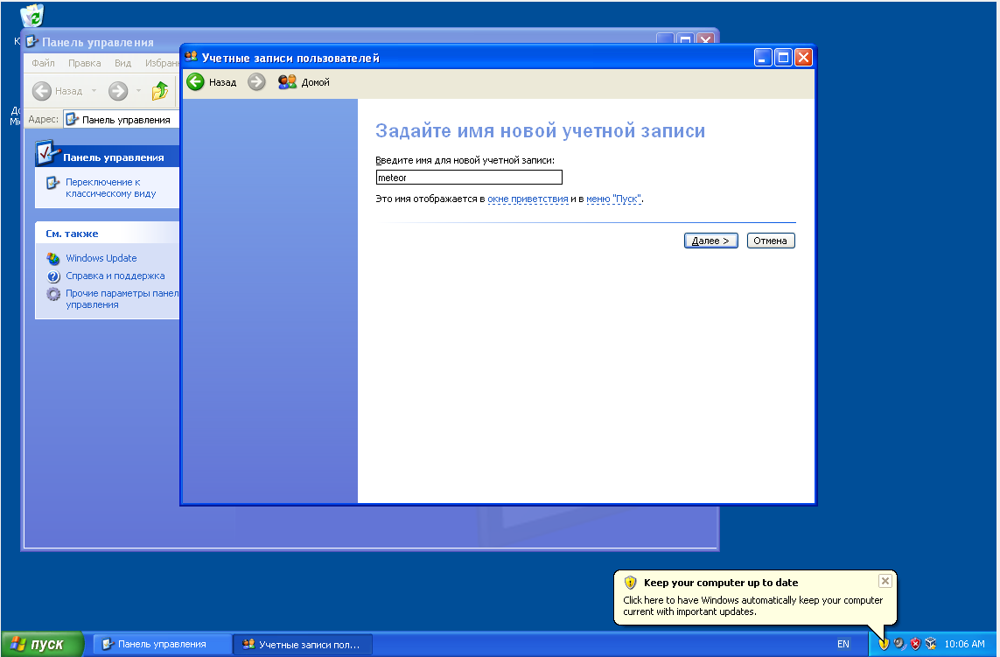 Панель управления
Файл Правка Вид Избран
Назад
Адрес: Панель управления
Панель управления
Переключение к
классическому виду
См. также
Windows Update
Справка и поддержка
Прочие параметры панел
управления
Учетные записи пользователей
Назад Домой
Задайте имя новой учетной записи
Введите имя для новой учетной записи:
meteor
Это имя отображается в окне приветствия и в меню "Пуск".
Далее > Отмена
Keep your computer up to date
Click here to have Windows automatically keep your computer
current with important updates.
пуск Панель управления Учетные записи пол... EN 10:06 AM